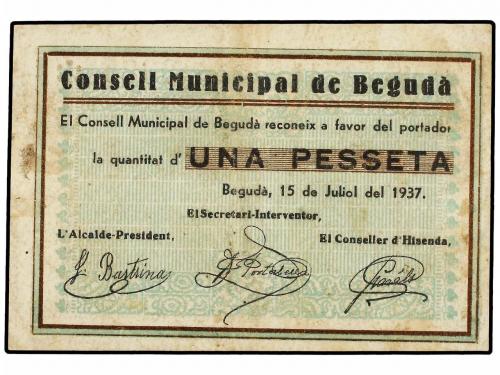 Consell Municipal de Begudà
El Consell Municipal de Begudà reconeix a favor del portador
la quantitat d' UNA PESSETA
Begudà, 15 de Juliol del 1937.
El Secretari-Interventor,
L'Alcalde-President,
El Conseller d'Hisenda,
Bastrina